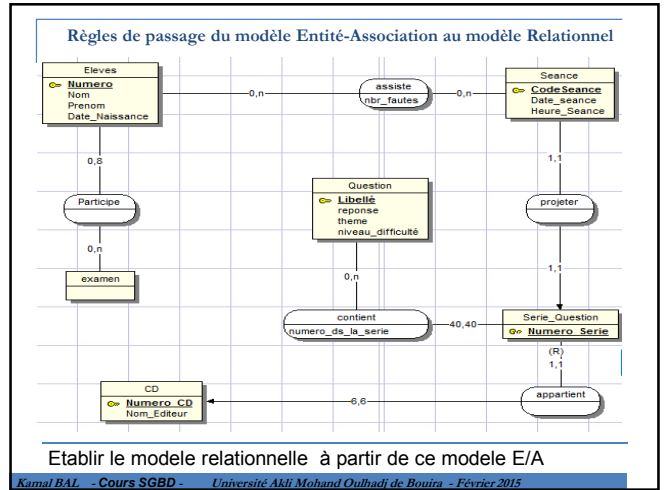 Règles de passage du modèle Entité-Association au modèle Relationnel
Eleves
Numero
Nom
Prenom
Date_Naissance
0,n
assiste
nbr_fautes
0,n
Seance
CodeSeance
Date_seance
Heure_Seance
0,8
1,1
Participe
Question
Libellé
reponse
theme
niveau_difficulté
projeter
0,n
examen
0,n
1,1
contient
numero_ds_la_serie
40,40
Serie_Question
Numero_Serie
(R)
1,1
appartient
CD
Numero_CD
Nom_Editeur
6,6
Etablir le modele relationnelle à partir de ce modele E/A
Kamal BAL - Cours SGBD - Université Akli Mohand Oulhadj de Bouira - Février 2015